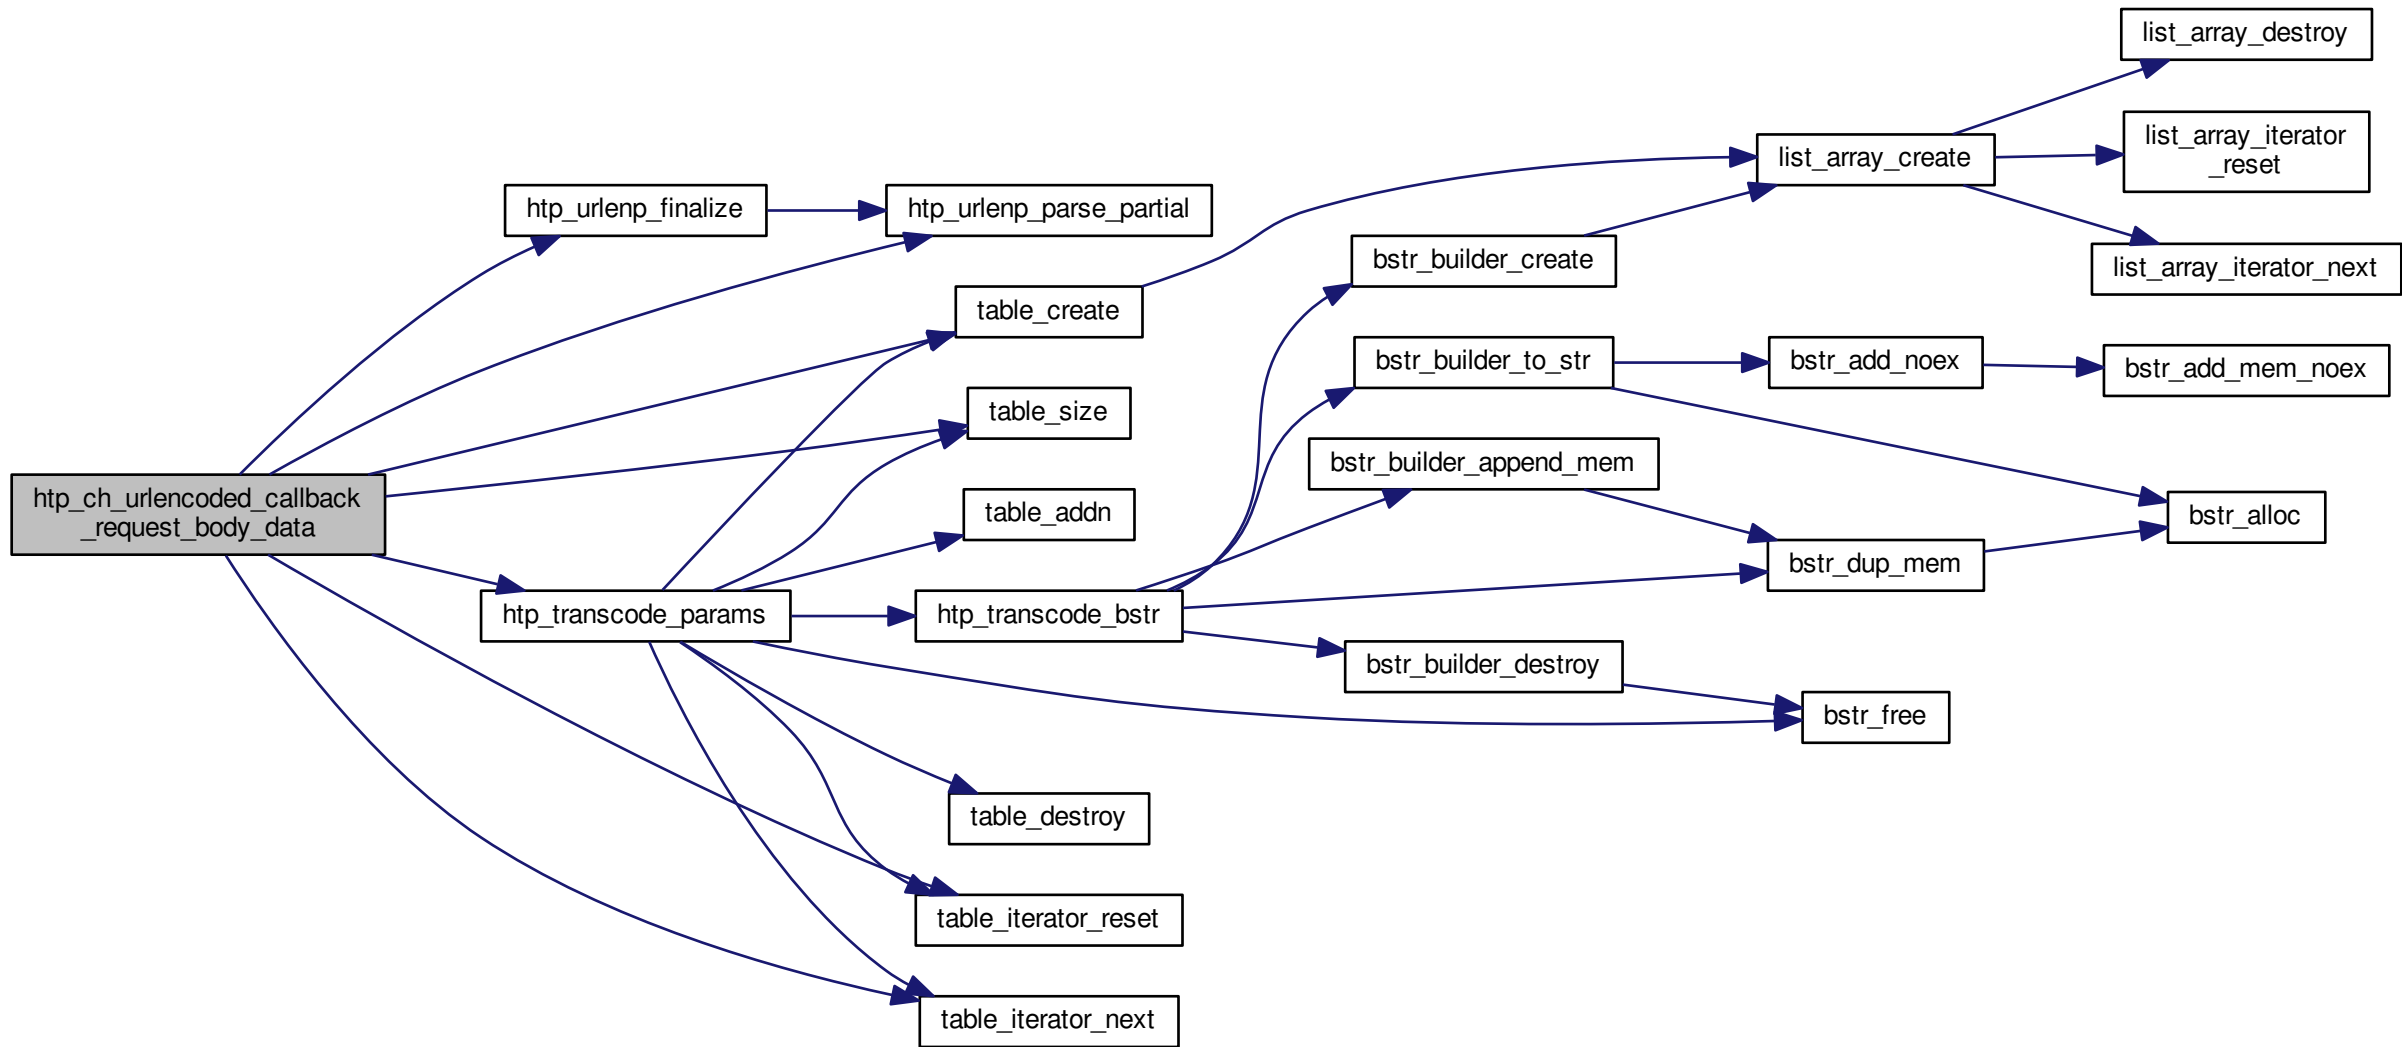 list_array_destroy
list_array_iterator
_reset
list_array_create
htp_urlenp_finalize
htp_urlenp_parse_partial
bstr_builder_create
list_array_iterator_next
table_create
bstr_builder_to_str
bstr_add_noex
bstr_add_mem_noex
table_size
bstr_builder_append_mem
htp_ch_urlencoded_callback
_request_body_data
table_addn
bstr_alloc
bstr_dup_mem
htp_transcode_params
htp_transcode_bstr
bstr_builder_destroy
bstr_free
table_destroy
table_iterator_reset
table_iterator_next